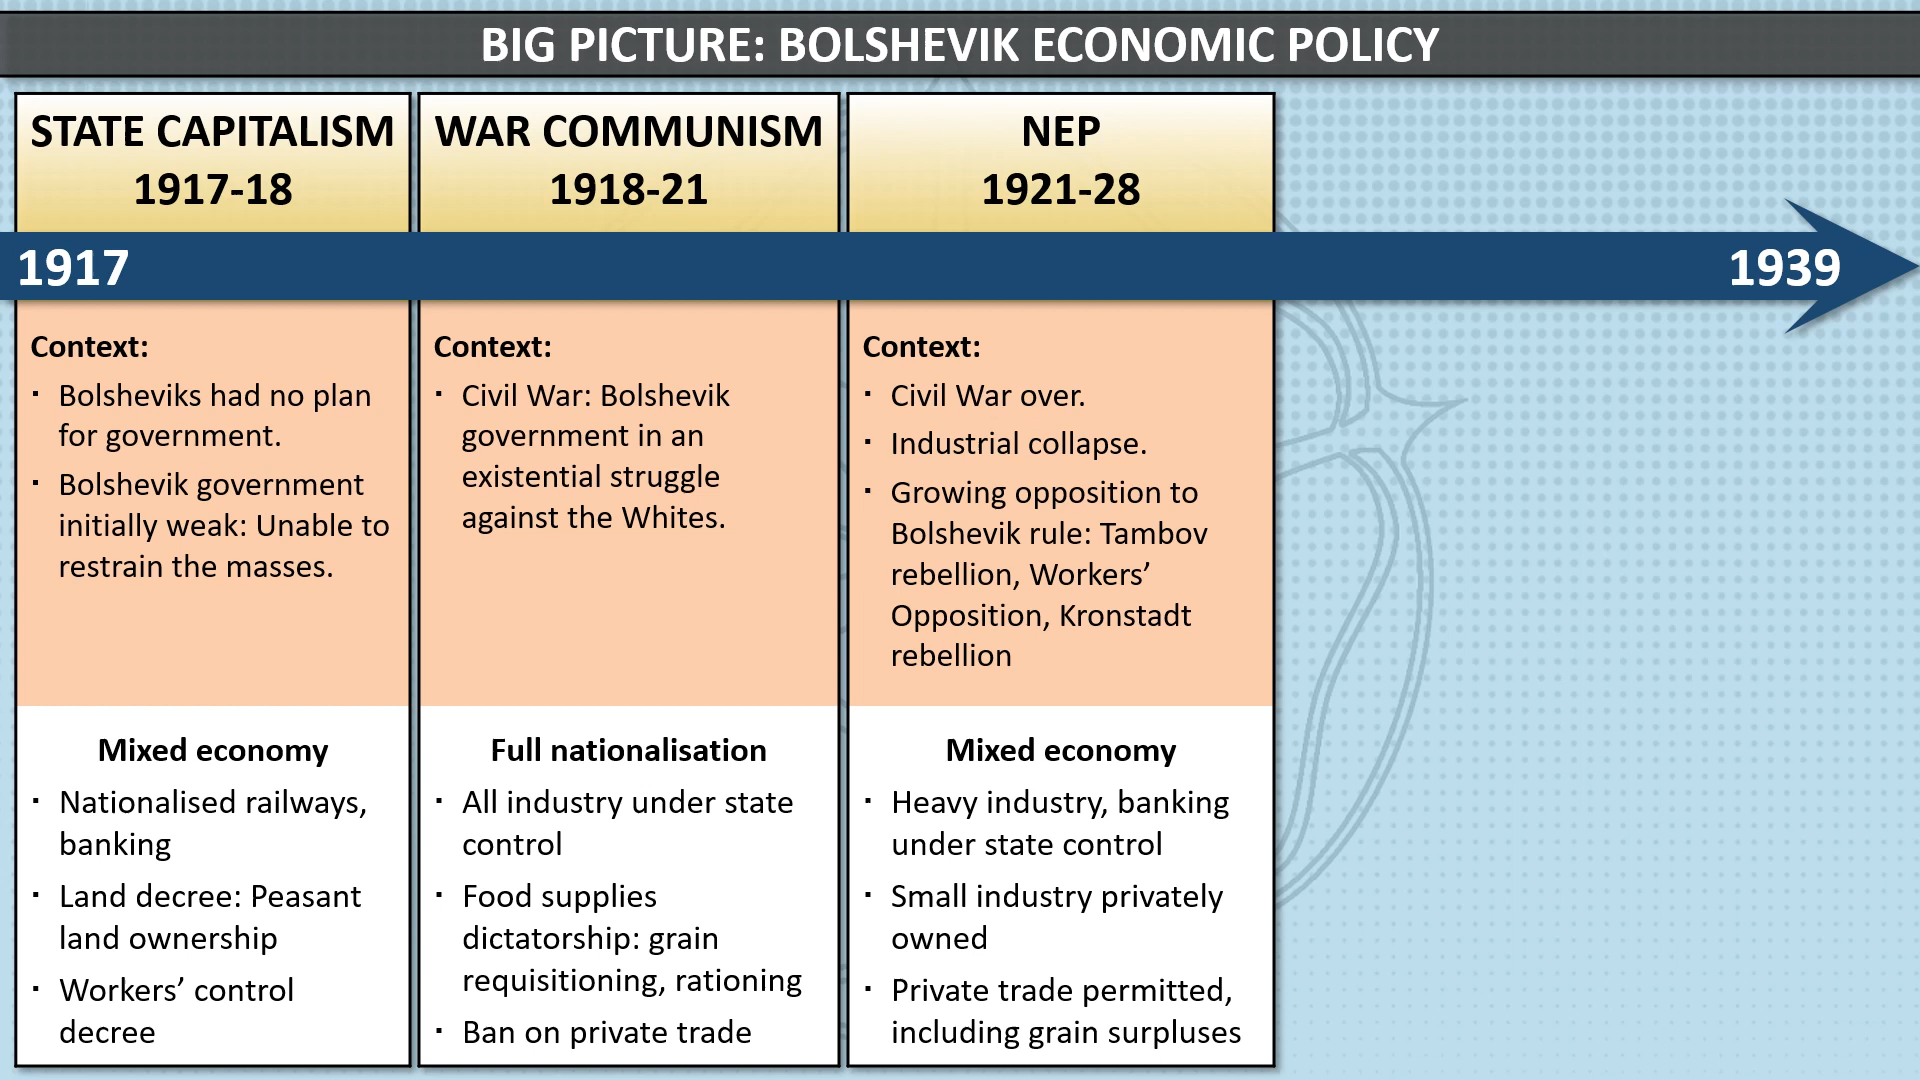 BIG PICTURE: BOLSHEVIK ECONOMIC POLICY
STATE CAPITALISM
1917-18
WAR COMMUNISM
1918-21
NEP
1921-28
1917
1939
Context:
· Bolsheviks had no plan
for government.
· Bolshevik government
initially weak: Unable to
restrain the masses.
Mixed economy
· Nationalised railways,
banking
· Land decree: Peasant
land ownership
· Workers’ control
decree
Context:
· Civil War: Bolshevik
government in an
existential struggle
against the Whites.
Full nationalisation
· All industry under state
control
· Food supplies
dictatorship: grain
requisitioning, rationing
· Ban on private trade
Context:
· Civil War over.
· Industrial collapse.
· Growing opposition to
Bolshevik rule: Tambov
rebellion, Workers’
Opposition, Kronstadt
rebellion
Mixed economy
· Heavy industry, banking
under state control
· Small industry privately
owned
· Private trade permitted,
including grain surpluses